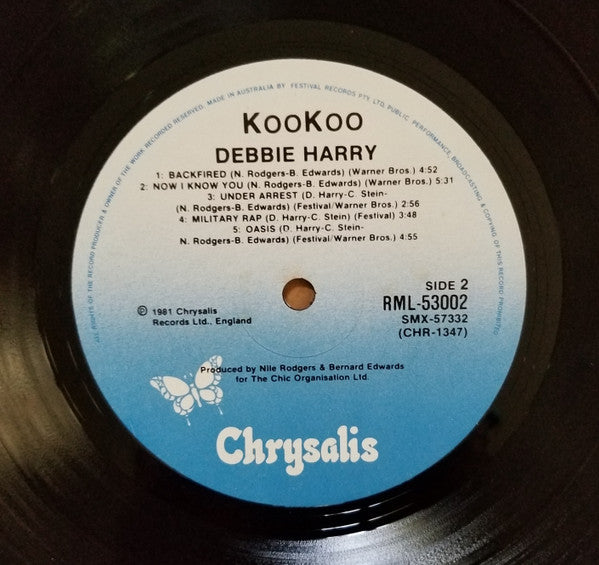 ALL RIGHTS OF THE RECORD PRODUCER & OWNER OF THE WORK RECORDED RESERVED. MADE IN AUSTRALIA BY FESTIVAL RECORDS PTY. LTD. PUBLIC PERFORMANCE, BROADCASTING & COPYING OF THIS RECORD PROHIBITED
KooKoo
DEBBIE HARRY
1: BACKFIRED (N. Rodgers-B. Edwards) (Warner Bros.) 4:52
2: NOW I KNOW YOU (N. Rodgers-B. Edwards) (Warner Bros.) 5:31
3: UNDER ARREST (D. Harry-C. Stein-
N. Rodgers-B. Edwards) (Festival/Warner Bros.) 2:56
4: MILITARY RAP (D. Harry-C. Stein) (Festival) 3:48
5: OASIS (D. Harry-C. Stein-
N. Rodgers-B. Edwards) (Festival/Warner Bros.) 4:55
℗ 1981 Chrysalis
Records Ltd., England
SIDE 2
RML-53002
SMX-57332
(CHR-1347)
Produced by Nile Rodgers & Bernard Edwards
for The Chic Organisation Ltd.
Chrysalis